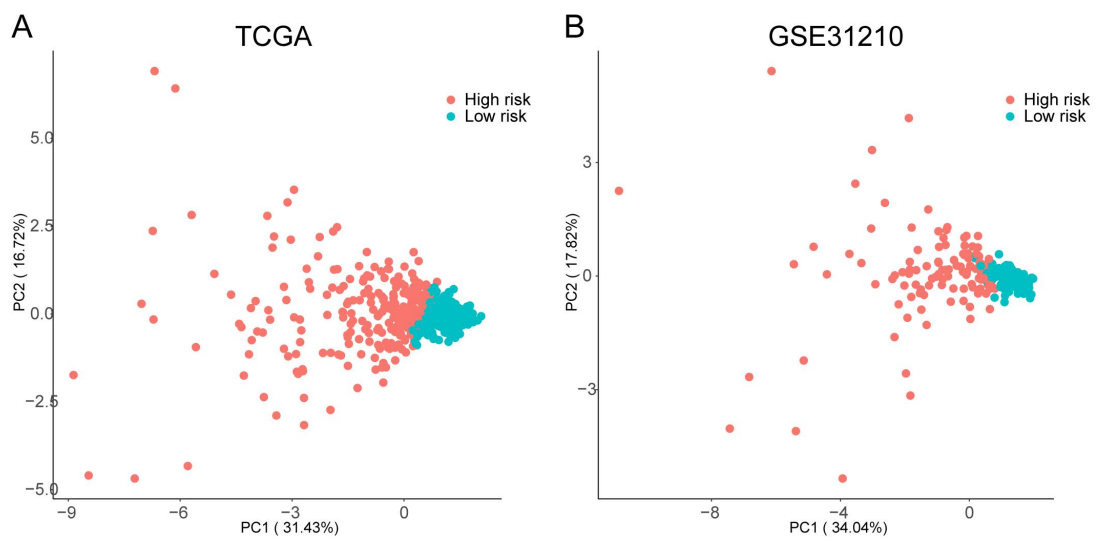 A
TCGA
High risk
Low risk
5.0
2.5
0.0
−2.5
−5.0
PC2 ( 16.72%)
−9
−6
−3
0
PC1 ( 31.43%)
B
GSE31210
High risk
Low risk
3
0
−3
PC2 ( 17.82%)
−8
−4
0
PC1 ( 34.04%)